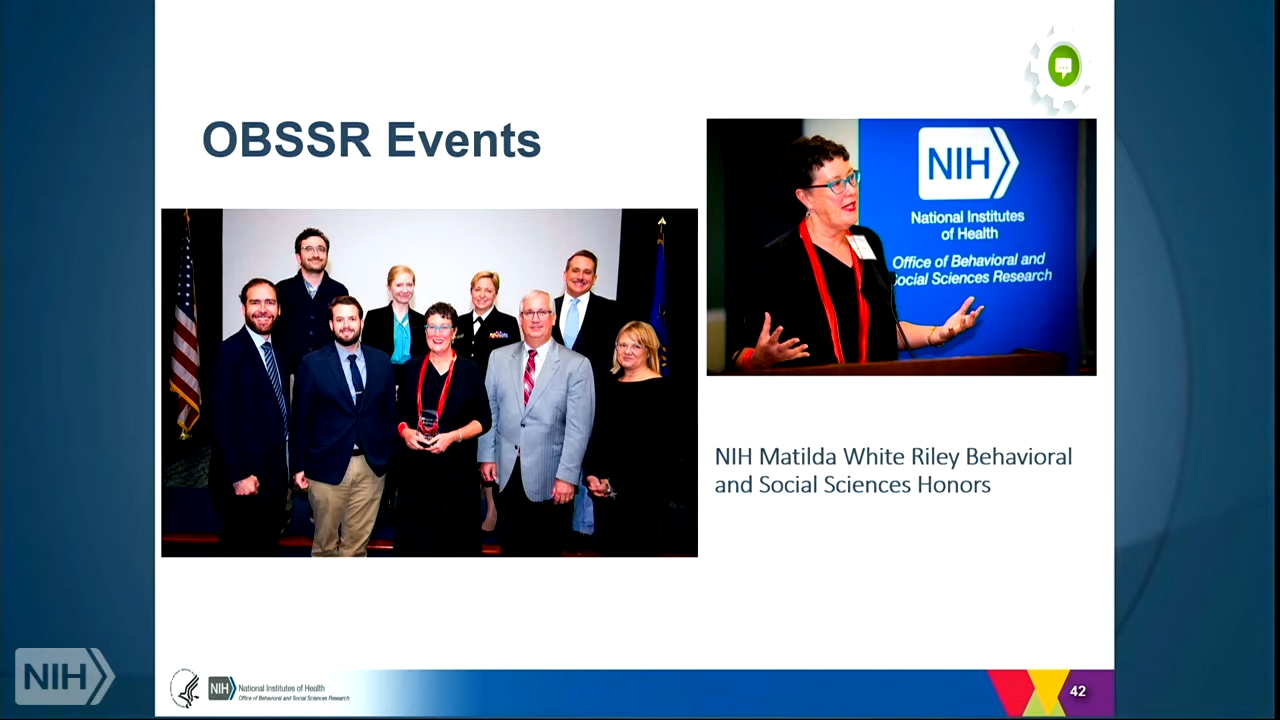 OBSSR Events
NIH
National Institutes
of Health
Office of Behavioral and
Social Sciences Research
NIH Matilda White Riley Behavioral
and Social Sciences Honors
NIH
NIH
National Institutes of Health
Office of Behavioral and Social Sciences Research
42